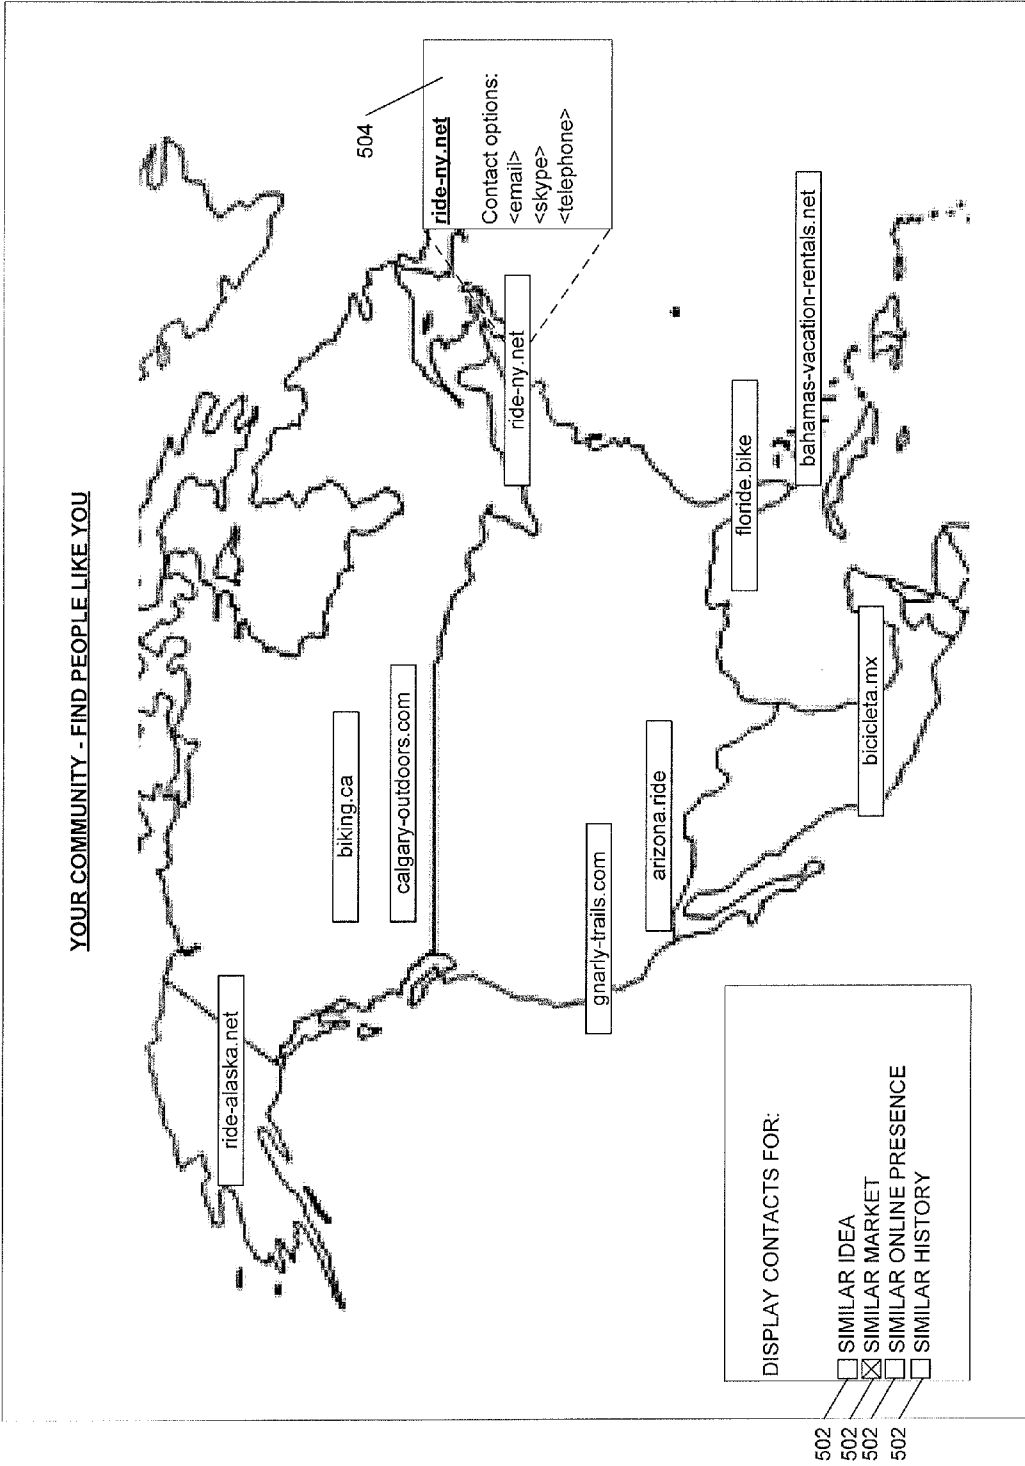 YOUR COMMUNITY - FIND PEOPLE LIKE YOU
504
ride-ny.net
Contact options:
<email>
<skype>
<telephone>
ride-alaska.net
biking.ca
calgary-outdoors.com
ride-ny.net
gnarly-trails.com
arizona.ride
floride.bike
bahamas-vacation-rentals.net
bicicleta.mx
DISPLAY CONTACTS FOR:
502 SIMILAR IDEA
502 SIMILAR MARKET
502 SIMILAR ONLINE PRESENCE
502 SIMILAR HISTORY